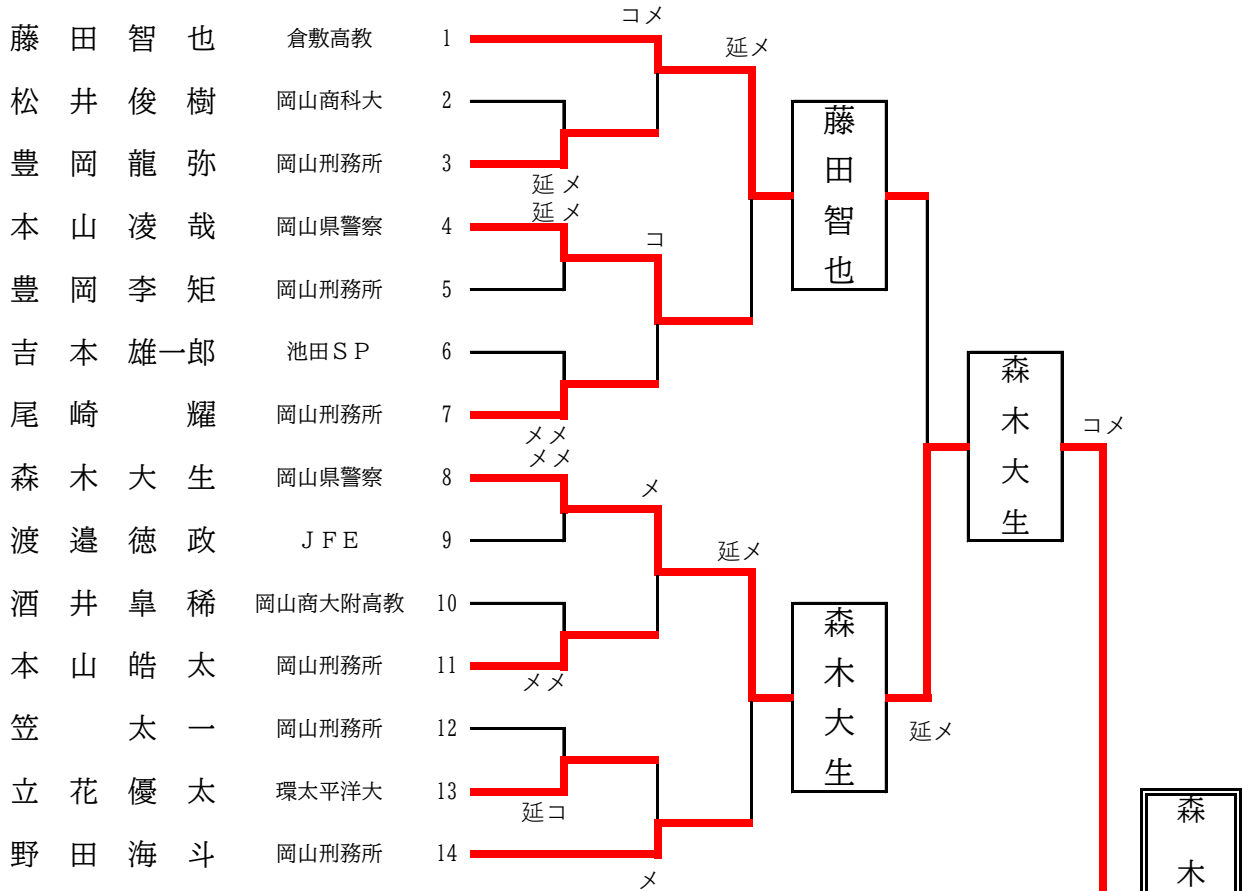 コメ
藤田智也 倉敷高教 1
延メ
松井俊樹 岡山商科大 2
藤田智也
豊岡龍弥 岡山刑務所 3
延メ
延メ
本山凌哉 岡山県警察 4
コ
豊岡李矩 岡山刑務所 5
吉本雄一郎 池田ＳＰ 6
森木大生
尾崎耀 岡山刑務所 7
コメ
メメ
メメ
森木大生 岡山県警察 8
メ
渡邉徳政 ＪＦＥ 9
延メ
酒井皐稀 岡山商大附高教 10
森木大生
本山皓太 岡山刑務所 11
メメ
笠太一 岡山刑務所 12
延メ
立花優太 環太平洋大 13
延コ
野田海斗 岡山刑務所 14
メ
森木